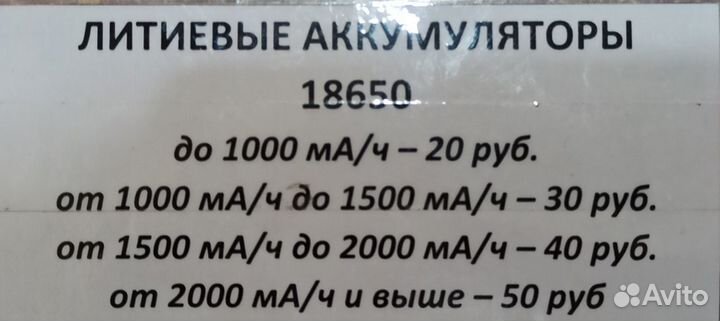 ЛИТИЕВЫЕ АККУМУЛЯТОРЫ
18650
до 1000 мА/ч – 20 руб.
от 1000 мА/ч до 1500 мА/ч – 30 руб.
от 1500 мА/ч до 2000 мА/ч – 40 руб.
от 2000 мА/ч и выше – 50 руб
Avito